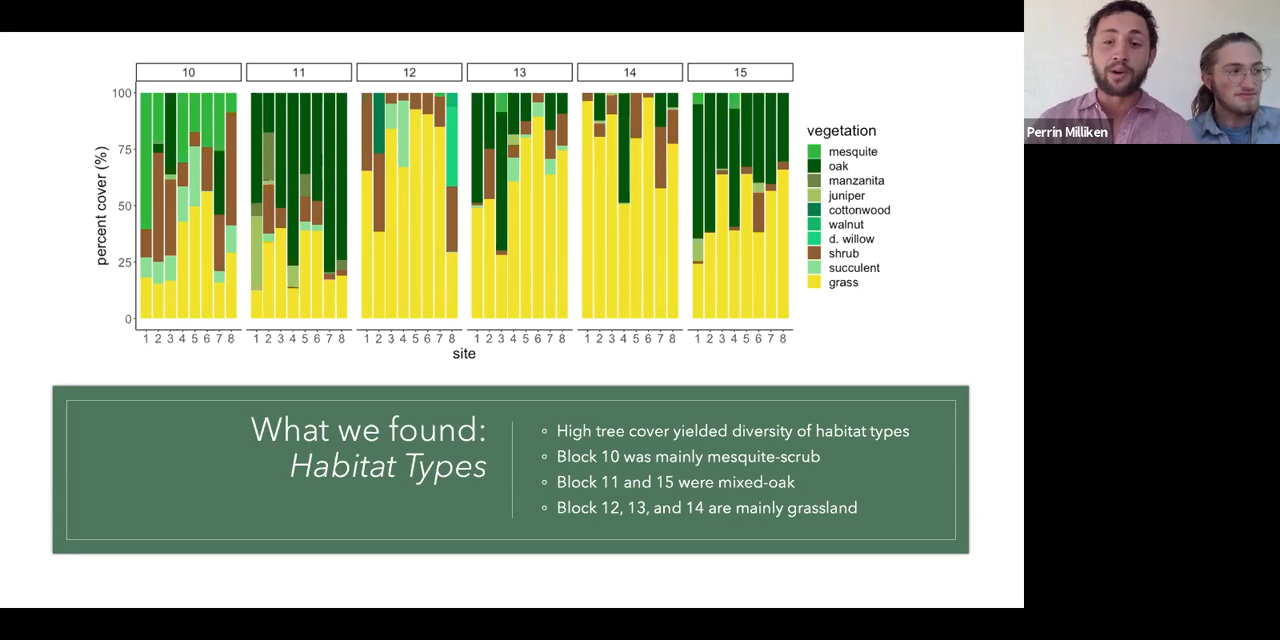 10 11 12 13 14 15
100
75
50
25
0
percent cover (%)
1 2 3 4 5 6 7 8 1 2 3 4 5 6 7 8 1 2 3 4 5 6 7 8 1 2 3 4 5 6 7 8 1 2 3 4 5 6 7 8 1 2 3 4 5 6 7 8
site
vegetation
mesquite
oak
manzanita
juniper
cottonwood
walnut
d. willow
shrub
succulent
grass
Perrin Milliken
What we found:
Habitat Types
High tree cover yielded diversity of habitat types
Block 10 was mainly mesquite-scrub
Block 11 and 15 were mixed-oak
Block 12, 13, and 14 are mainly grassland